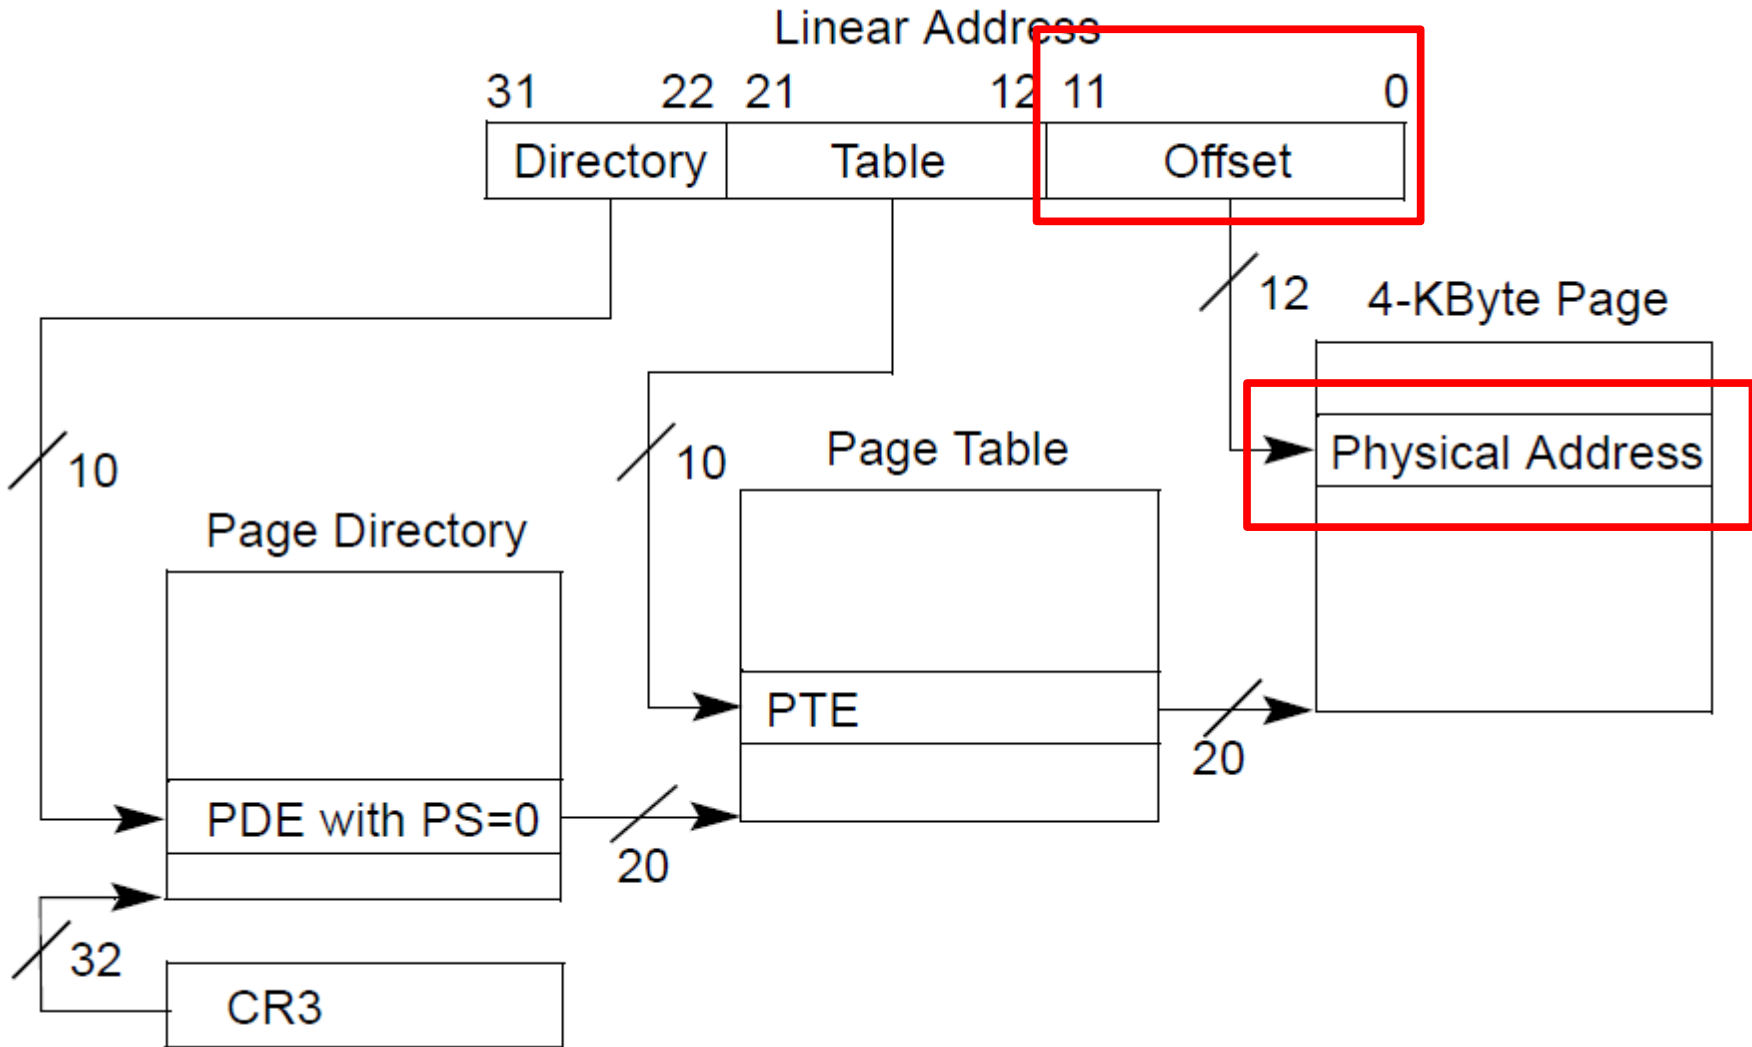 Linear Address
31 22 21 12 11 0
Directory Table Offset
12
4-KByte Page
10
10
Page Table
Physical Address
Page Directory
PTE
20
PDE with PS=0
20
32
CR3